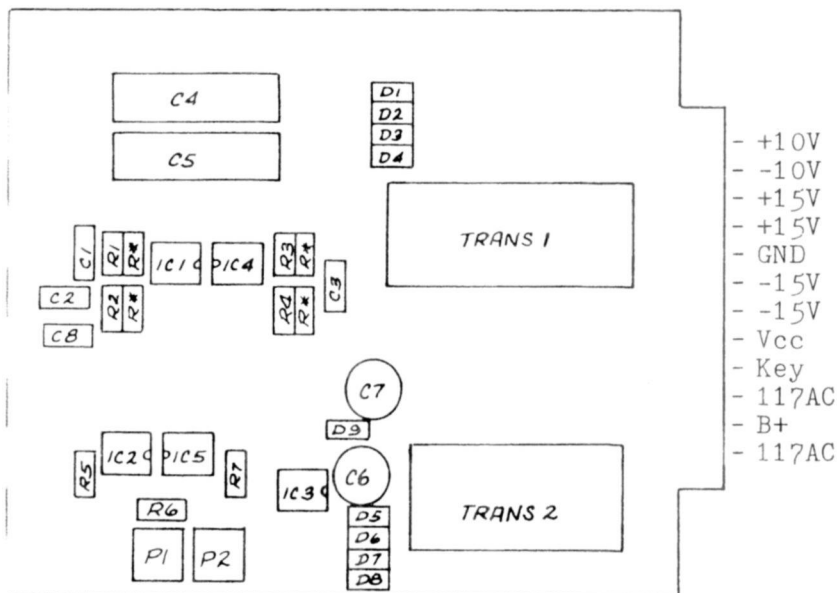 C4
C5
D1
D2
D3
D4
TRANS 1
- +10V
- -10V
- +15V
- +15V
- GND
- -15V
- -15V
- Vcc
- Key
- 117AC
- B+
- 117AC
C1
R1
R*
IC1
IC4
R3
R*
C3
C2
R2
R*
R4
R*
C8
C7
D9
R5
IC2
IC5
R7
IC3
C6
R6
P1
P2
D5
D6
D7
D8
TRANS 2